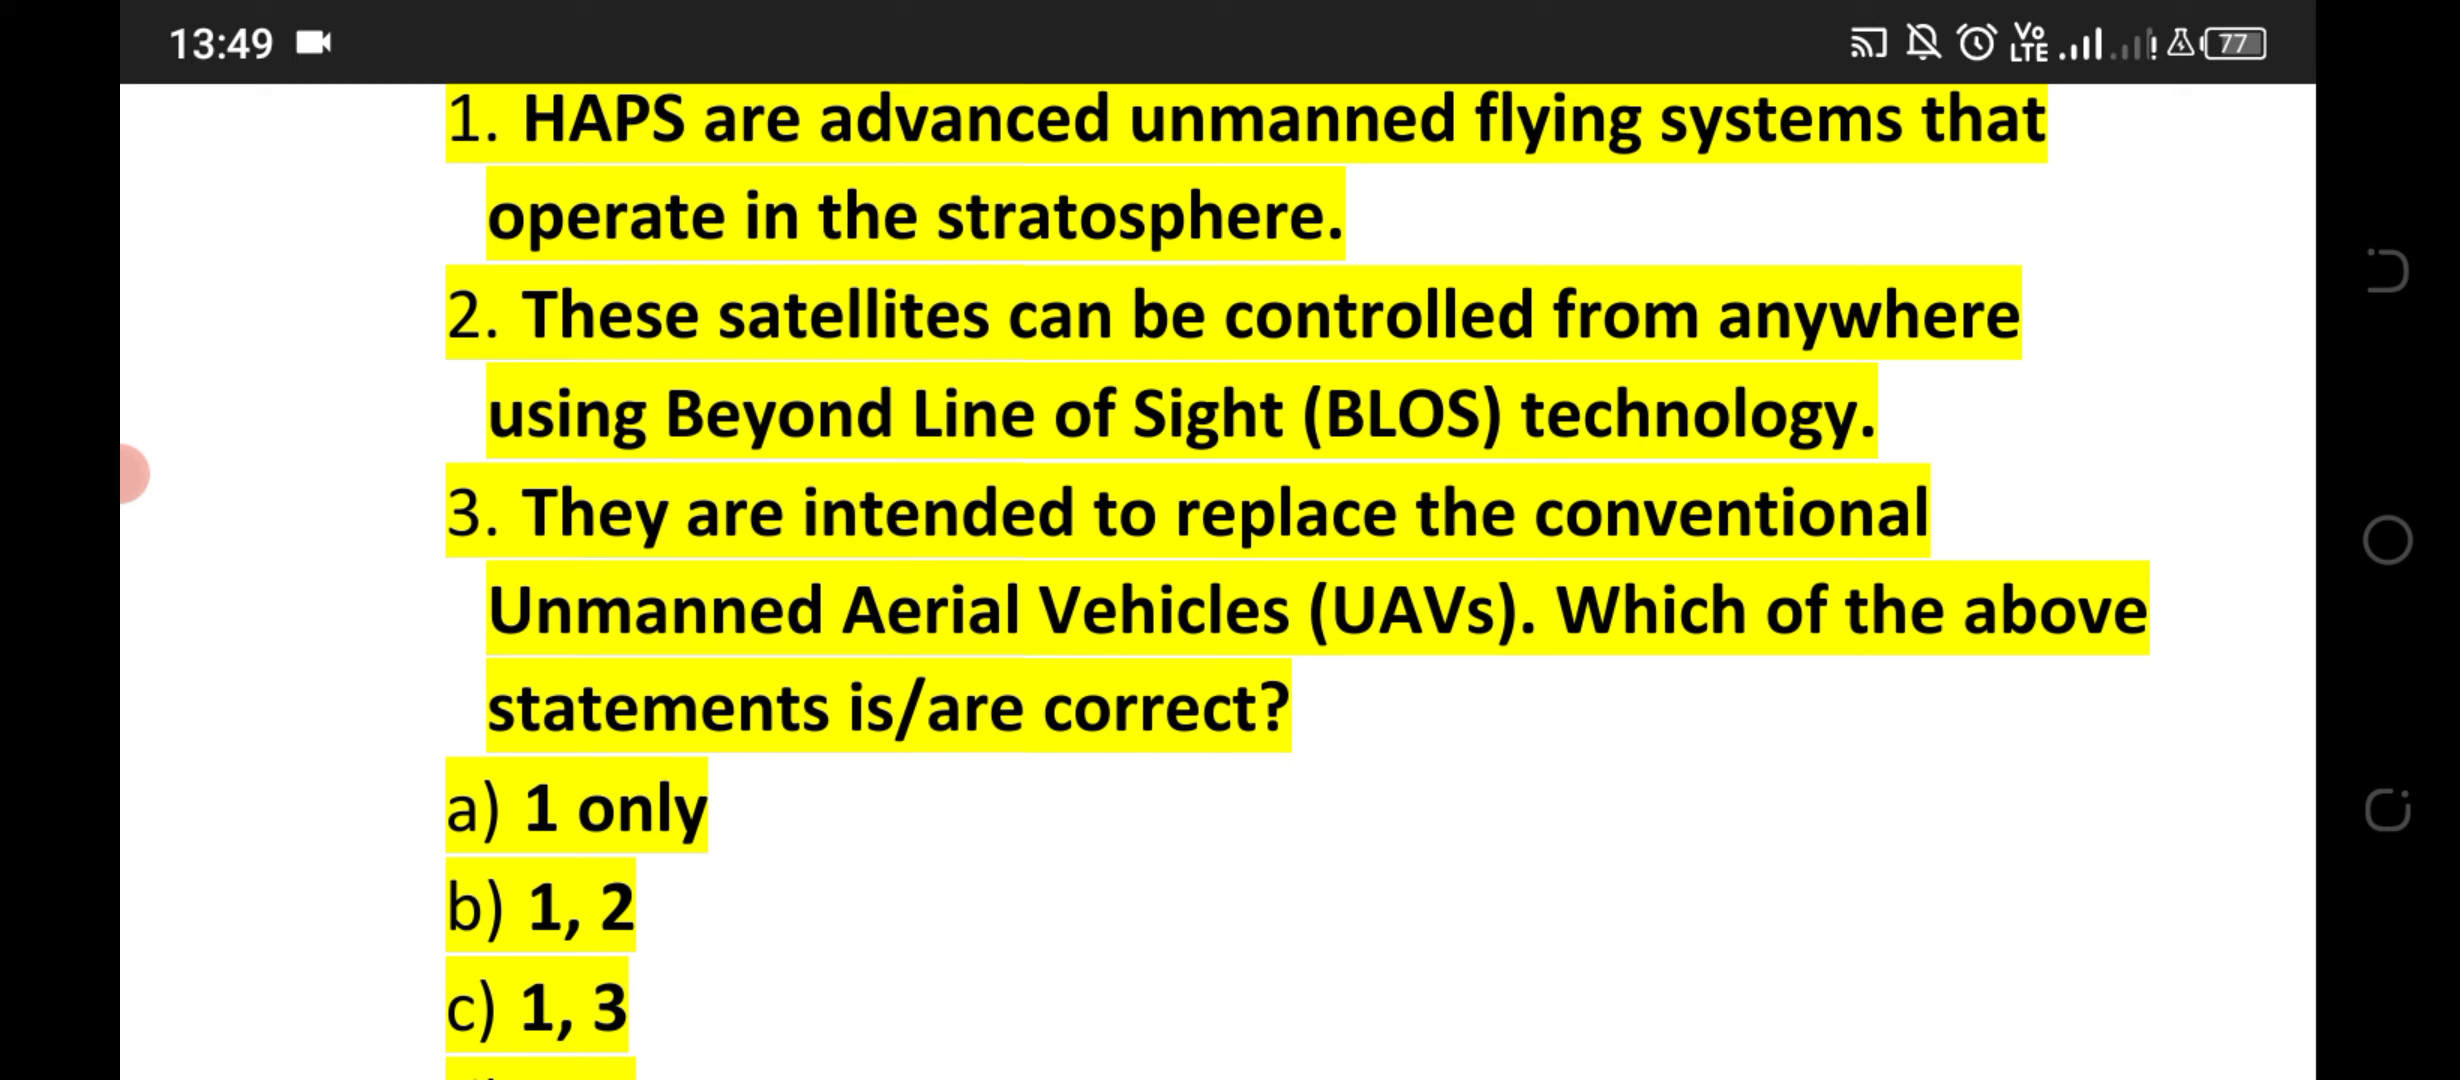 13:49 Vo LTE 77
1. HAPS are advanced unmanned flying systems that
operate in the stratosphere.
2. These satellites can be controlled from anywhere
using Beyond Line of Sight (BLOS) technology.
3. They are intended to replace the conventional
Unmanned Aerial Vehicles (UAVs). Which of the above
statements is/are correct?
a) 1 only
b) 1, 2
c) 1, 3